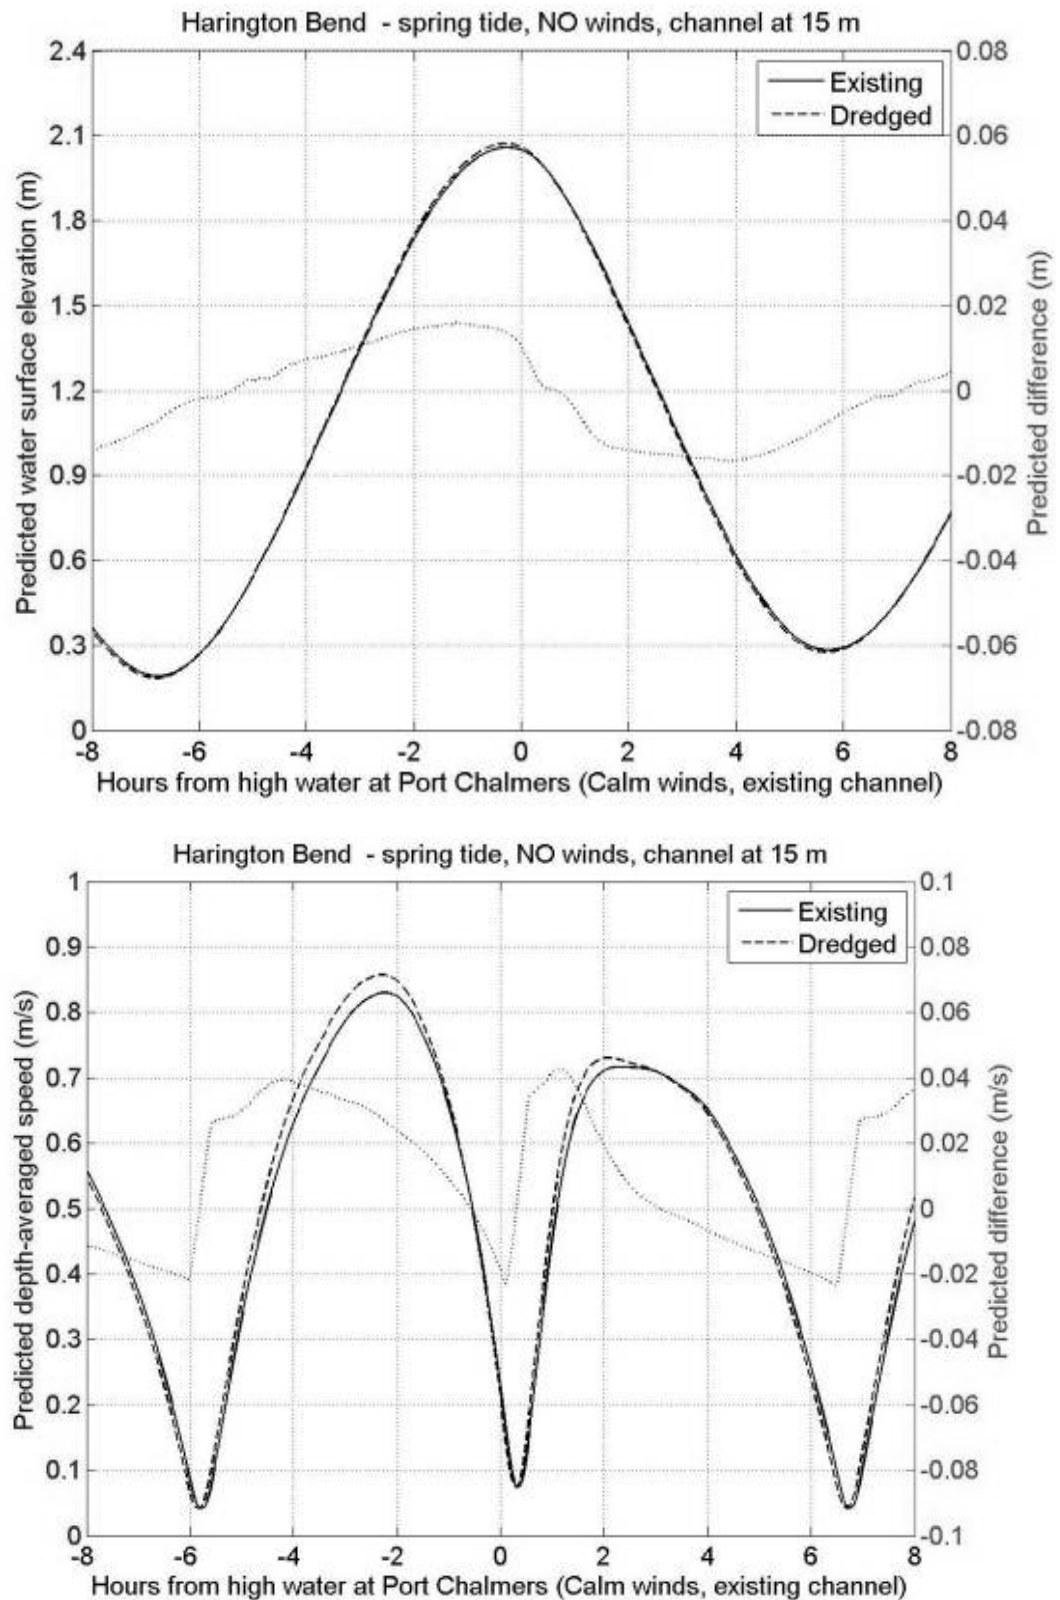 Harington Bend - spring tide, NO winds, channel at 15 m
2.4
2.1
1.8
1.5
1.2
0.9
0.6
0.3
0
0.08
0.06
0.04
0.02
0
-0.02
-0.04
-0.06
-0.08
Existing
Dredged
Predicted water surface elevation (m)
Predicted difference (m)
-8 -6 -4 -2 0 2 4 6 8
Hours from high water at Port Chalmers (Calm winds, existing channel)
Harington Bend - spring tide, NO winds, channel at 15 m
1
0.9
0.8
0.7
0.6
0.5
0.4
0.3
0.2
0.1
0
0.1
0.08
0.06
0.04
0.02
0
-0.02
-0.04
-0.06
-0.08
-0.1
Existing
Dredged
Predicted depth-averaged speed (m/s)
Predicted difference (m/s)
-8 -6 -4 -2 0 2 4 6 8
Hours from high water at Port Chalmers (Calm winds, existing channel)